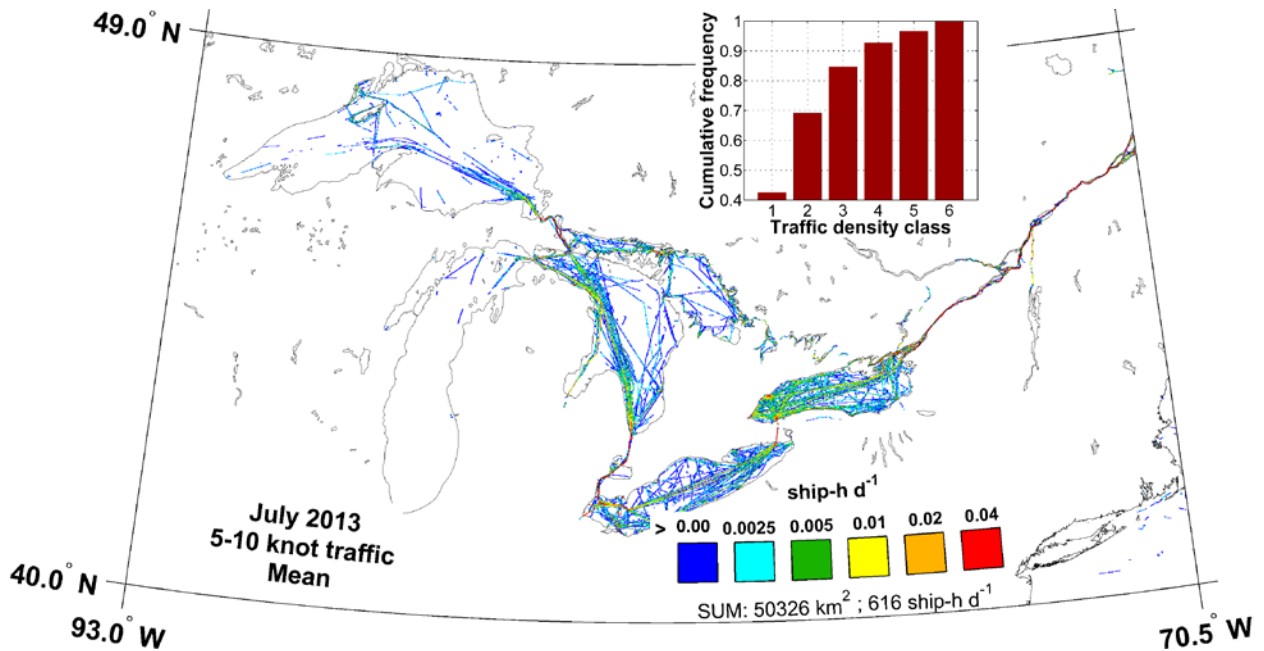 49.0° N
1
0.9
0.8
0.7
0.6
0.5
0.4
Cumulative frequency
1 2 3 4 5 6
Traffic density class
July 2013
5-10 knot traffic
Mean
ship-h d⁻¹
> 0.00 0.0025 0.005 0.01 0.02 0.04
SUM: 50326 km² ; 616 ship-h d⁻¹
40.0° N
93.0° W
70.5° W